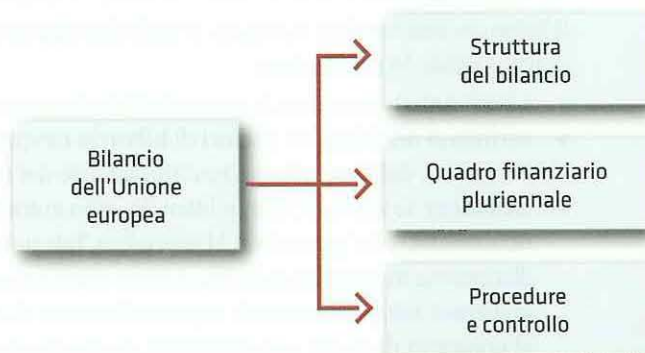 Bilancio
dell'Unione
europea
Struttura
del bilancio
Quadro finanziario
pluriennale
Procedure
e controllo